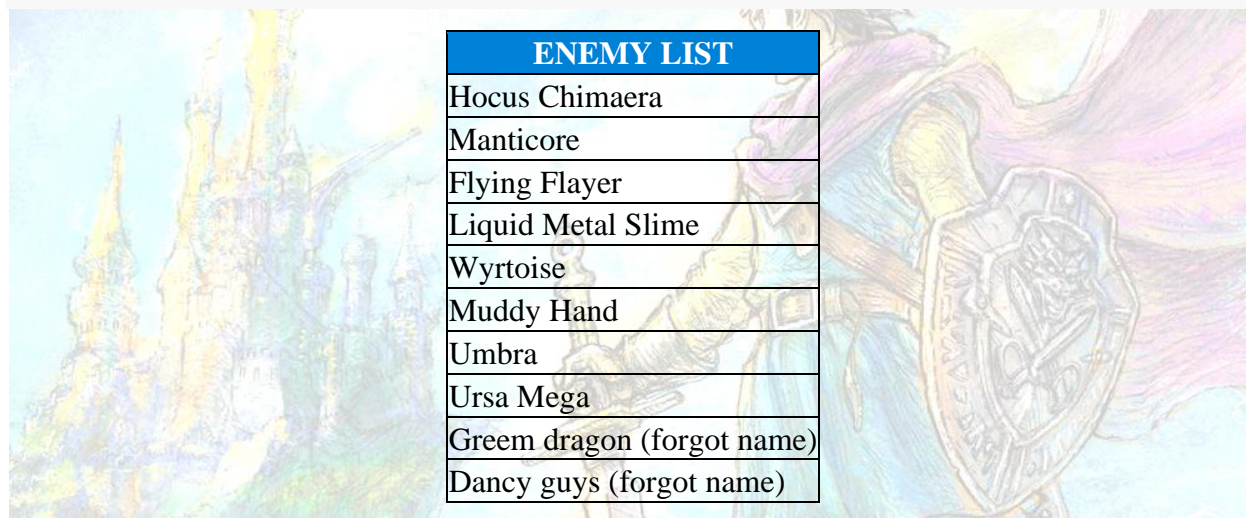 ENEMY LIST
Hocus Chimaera
Manticore
Flying Flayer
Liquid Metal Slime
Wyrtoise
Muddy Hand
Umbra
Ursa Mega
Greem dragon (forgot name)
Dancy guys (forgot name)